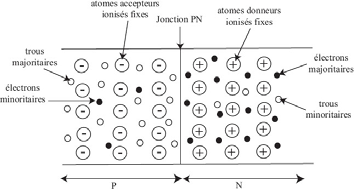 atomes accepteurs
ionisés fixes
Jonction PN
atomes donneurs
ionisés fixes
trous
majoritaires
électrons
minoritaires
électrons
majoritaires
trous
minoritaires
P
N